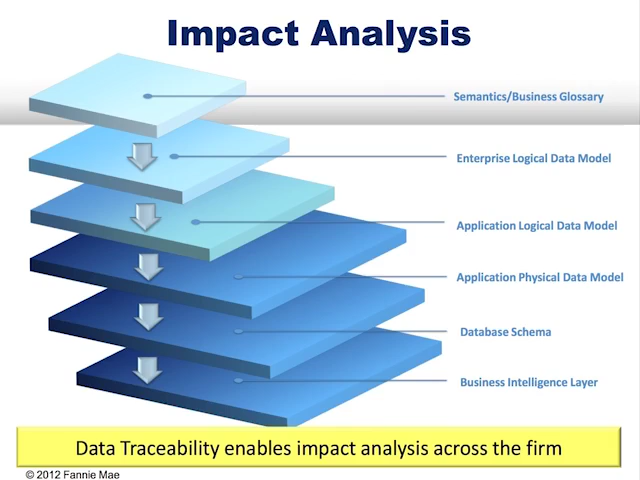 Impact Analysis
Semantics/Business Glossary
Enterprise Logical Data Model
Application Logical Data Model
Application Physical Data Model
Database Schema
Business Intelligence Layer
Data Traceability enables impact analysis across the firm
© 2012 Fannie Mae